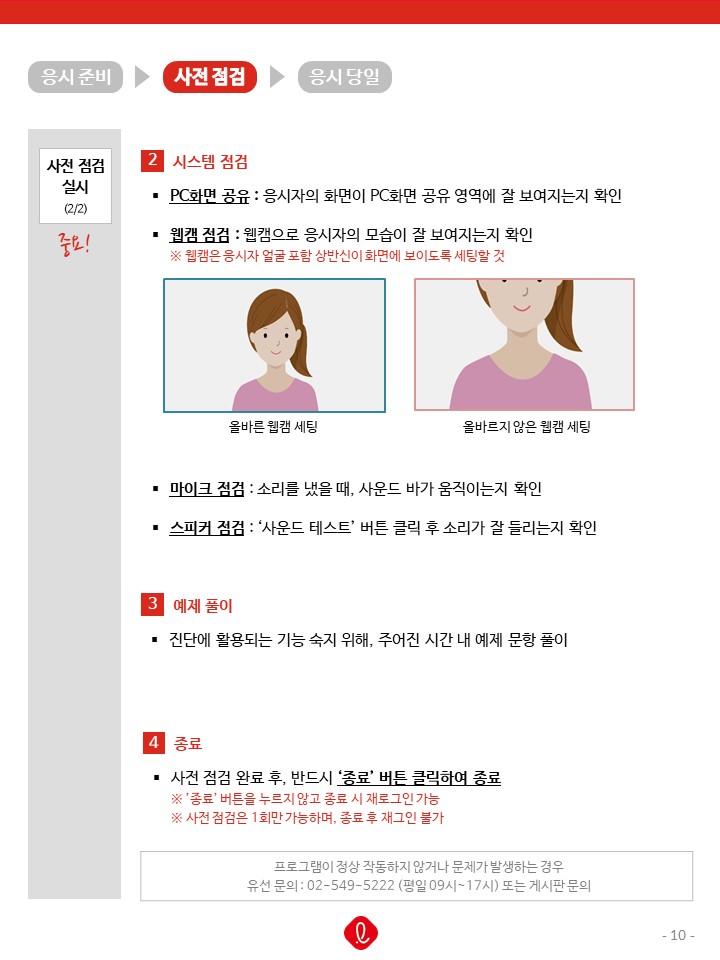 응시 준비
사전 점검
응시 당일
사전 점검
실시
(2/2)
중요!
2 시스템 점검
▪ PC화면 공유 : 응시자의 화면이 PC화면 공유 영역에 잘 보여지는지 확인
▪ 웹캠 점검 : 웹캠으로 응시자의 모습이 잘 보여지는지 확인
※ 웹캠은 응시자 얼굴 포함 상반신이 화면에 보이도록 세팅할 것
올바른 웹캠 세팅
올바르지 않은 웹캠 세팅
▪ 마이크 점검 : 소리를 냈을 때, 사운드 바가 움직이는지 확인
▪ 스피커 점검 : ‘사운드 테스트’ 버튼 클릭 후 소리가 잘 들리는지 확인
3 예제 풀이
▪ 진단에 활용되는 기능 숙지 위해, 주어진 시간 내 예제 문항 풀이
4 종료
▪ 사전 점검 완료 후, 반드시 ‘종료’ 버튼 클릭하여 종료
※ ‘종료’ 버튼을 누르지 않고 종료 시 재로그인 가능
※ 사전 점검은 1회만 가능하며, 종료 후 재그인 불가
프로그램이 정상 작동하지 않거나 문제가 발생하는 경우
유선 문의 : 02-549-5222 (평일 09시~17시) 또는 게시판 문의
- 10 -